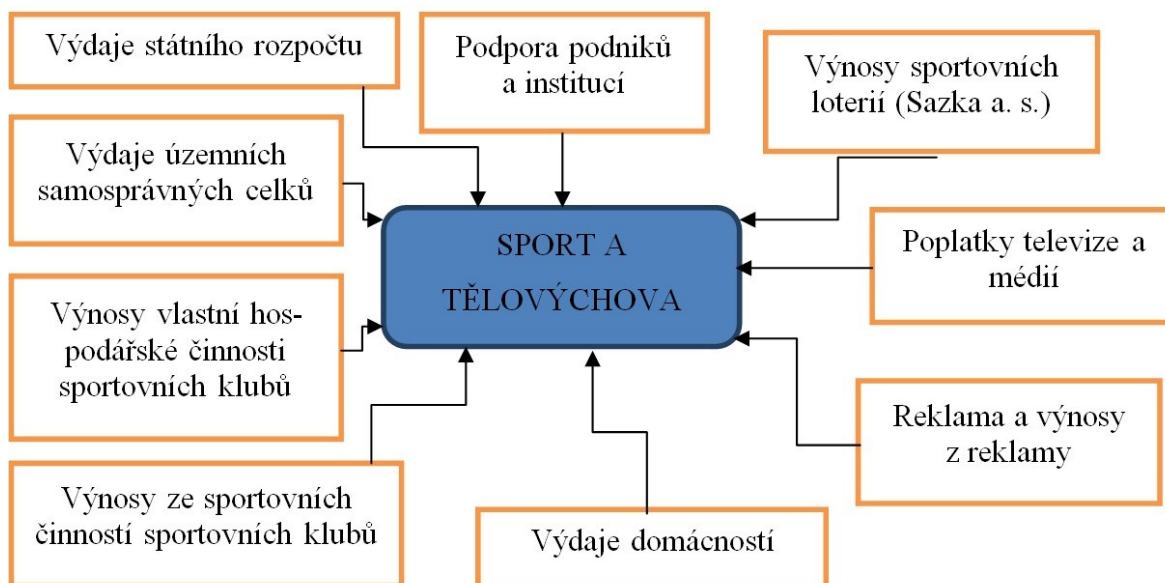 Výdaje státního rozpočtu
Podpora podniků
a institucí
Výnosy sportovních
loterií (Sazka a. s.)
Výdaje územních
samosprávných celků
SPORT A
TĚLOVÝCHOVA
Poplatky televize a
médií
Výnosy vlastní hos-
podářské činnosti
sportovních klubů
Reklama a výnosy
z reklamy
Výnosy ze sportovních
činností sportovních klubů
Výdaje domácností